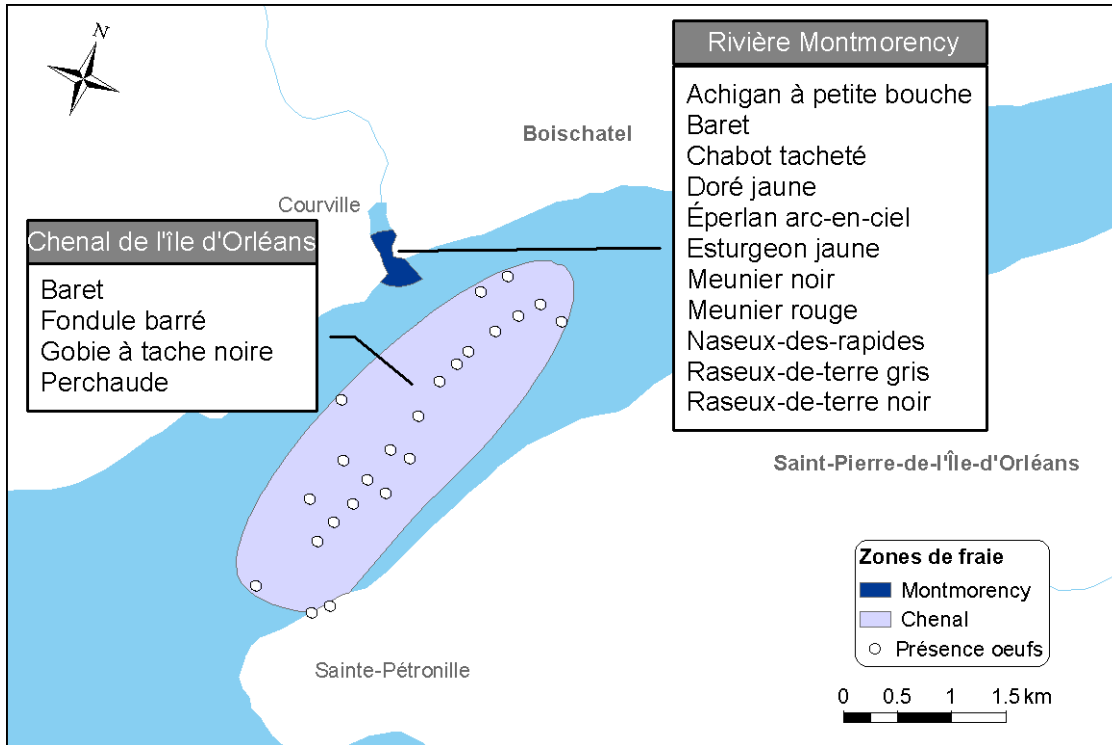 N
Rivière Montmorency
Achigan à petite bouche
Baret
Chabot tacheté
Doré jaune
Éperlan arc-en-ciel
Esturgeon jaune
Meunier noir
Meunier rouge
Naseux-des-rapides
Raseux-de-terre gris
Raseux-de-terre noir
Boischatel
Courville
Chenal de l'île d'Orléans
Baret
Fondule barré
Gobie à tache noire
Perchaude
Saint-Pierre-de-l'Île-d'Orléans
Sainte-Pétronille
Zones de fraie
Montmorency
Chenal
Présence oeufs
0 0.5 1 1.5 km